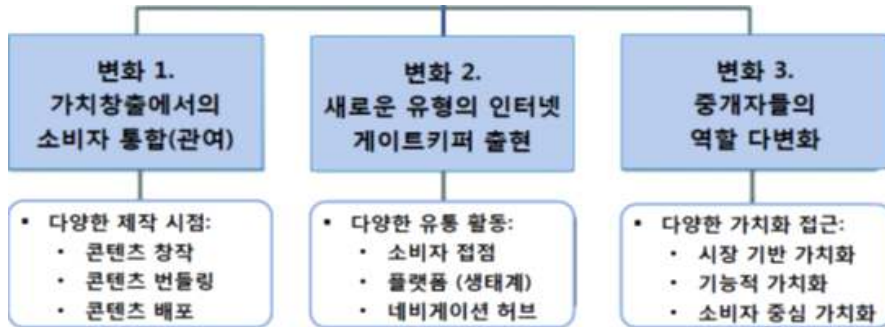 변화 1.
가치창출에서의
소비자 통합(관여)
▪ 다양한 제작 시점:
• 콘텐츠 창작
• 콘텐츠 번들링
• 콘텐츠 배포
변화 2.
새로운 유형의 인터넷
게이트키퍼 출현
▪ 다양한 유통 활동:
• 소비자 접점
• 플랫폼 (생태계)
• 네비게이션 허브
변화 3.
중개자들의
역할 다변화
▪ 다양한 가치화 접근:
• 시장 기반 가치화
• 기능적 가치화
• 소비자 중심 가치화